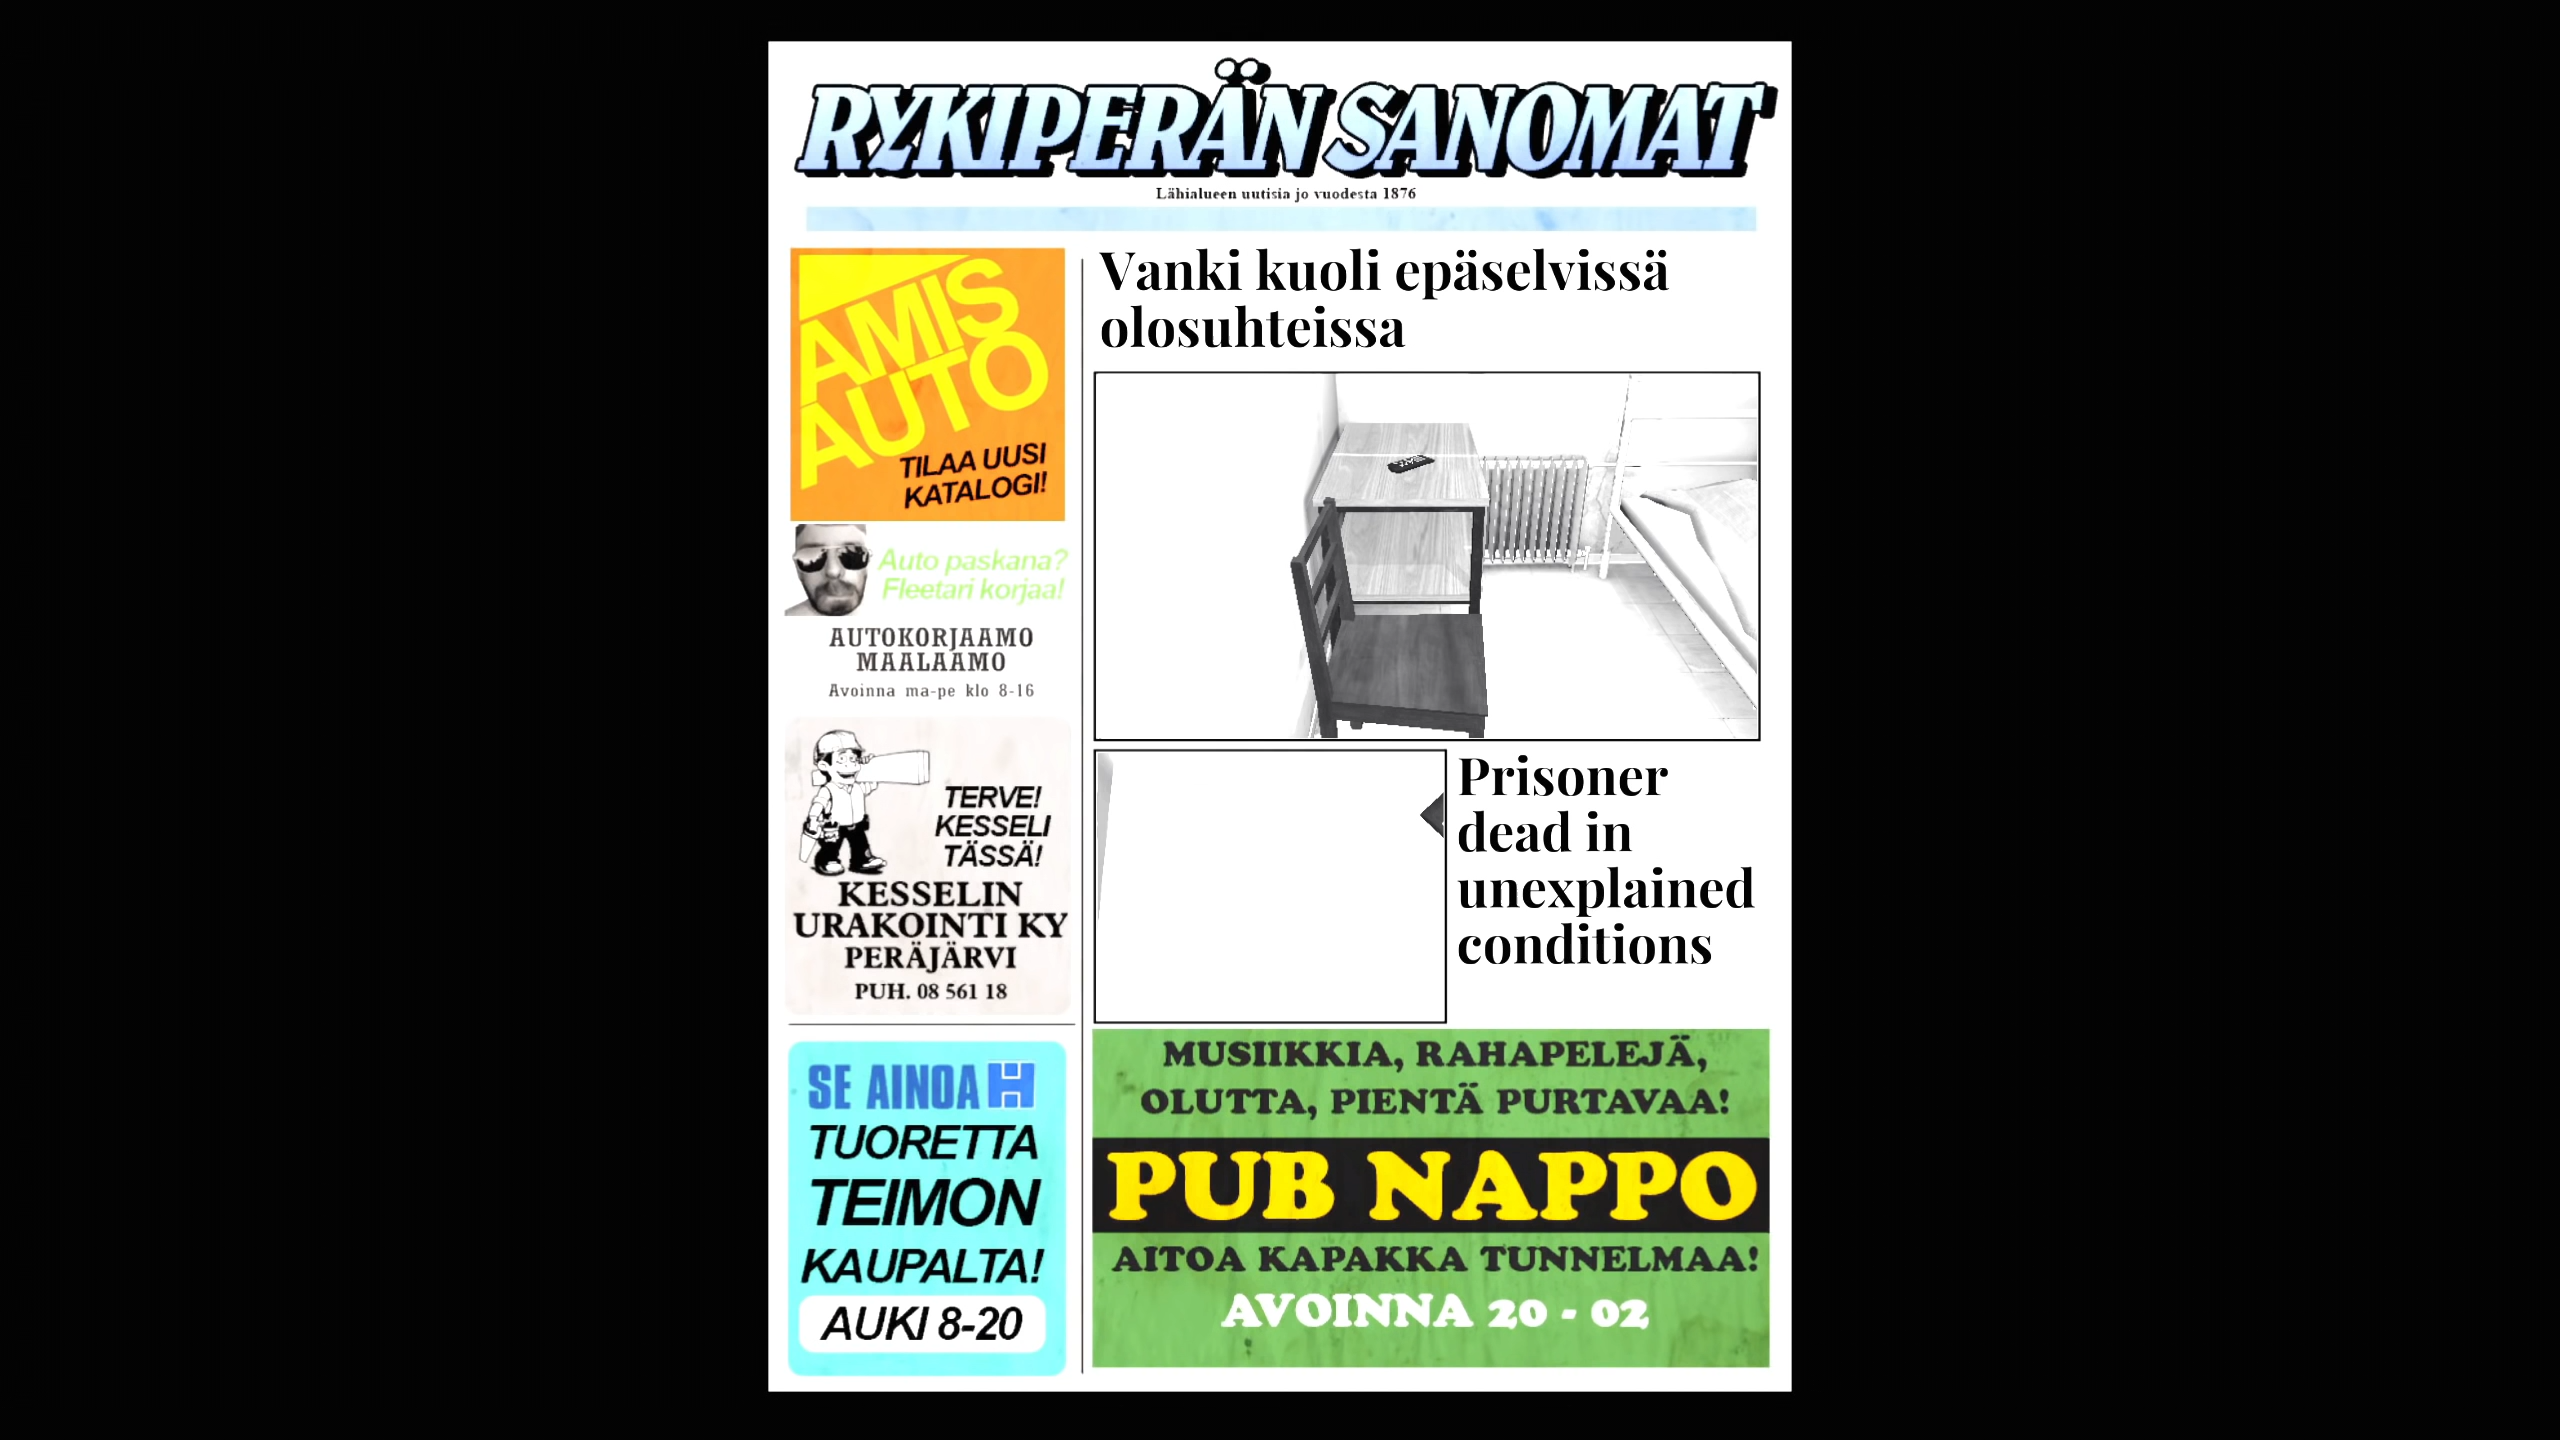 RYKIPERÄN SANOMAT
Lähialueen uutisia jo vuodesta 1876
AMIS
AUTO
TILAA UUSI
KATALOGI!
Auto paskana?
Fleetari korjaa!
AUTOKORJAAMO
MAALAAMO
Avoinna ma-pe klo 8-16
TERVE!
KESSELI
TÄSSÄ!
KESSELIN
URAKOINTI KY
PERÄJÄRVI
PUH. 08 561 18
SE AINOA H
TUORETTA
TEIMON
KAUPALTA!
AUKI 8-20
Vanki kuoli epäselvissä
olosuhteissa
Prisoner
dead in
unexplained
conditions
MUSIIKKIA, RAHAPELEJÄ,
OLUTTA, PIENTÄ PURTAVAA!
PUB NAPPO
AITOA KAPAKKA TUNNELMAA!
AVOINNA 20 - 02